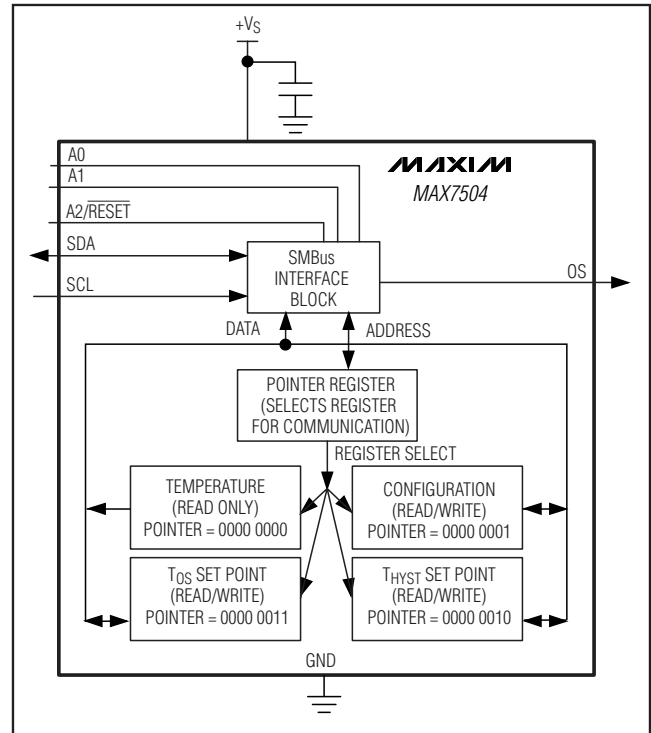 +VS
A0
MAXIM
A1
MAX7504
A2/RESET
SDA
SMBus
INTERFACE
BLOCK
OS
SCL
DATA
ADDRESS
POINTER REGISTER
(SELECTS REGISTER
FOR COMMUNICATION)
REGISTER SELECT
TEMPERATURE
(READ ONLY)
POINTER = 0000 0000
CONFIGURATION
(READ/WRITE)
POINTER = 0000 0001
TOS SET POINT
(READ/WRITE)
POINTER = 0000 0011
THYST SET POINT
(READ/WRITE)
POINTER = 0000 0010
GND